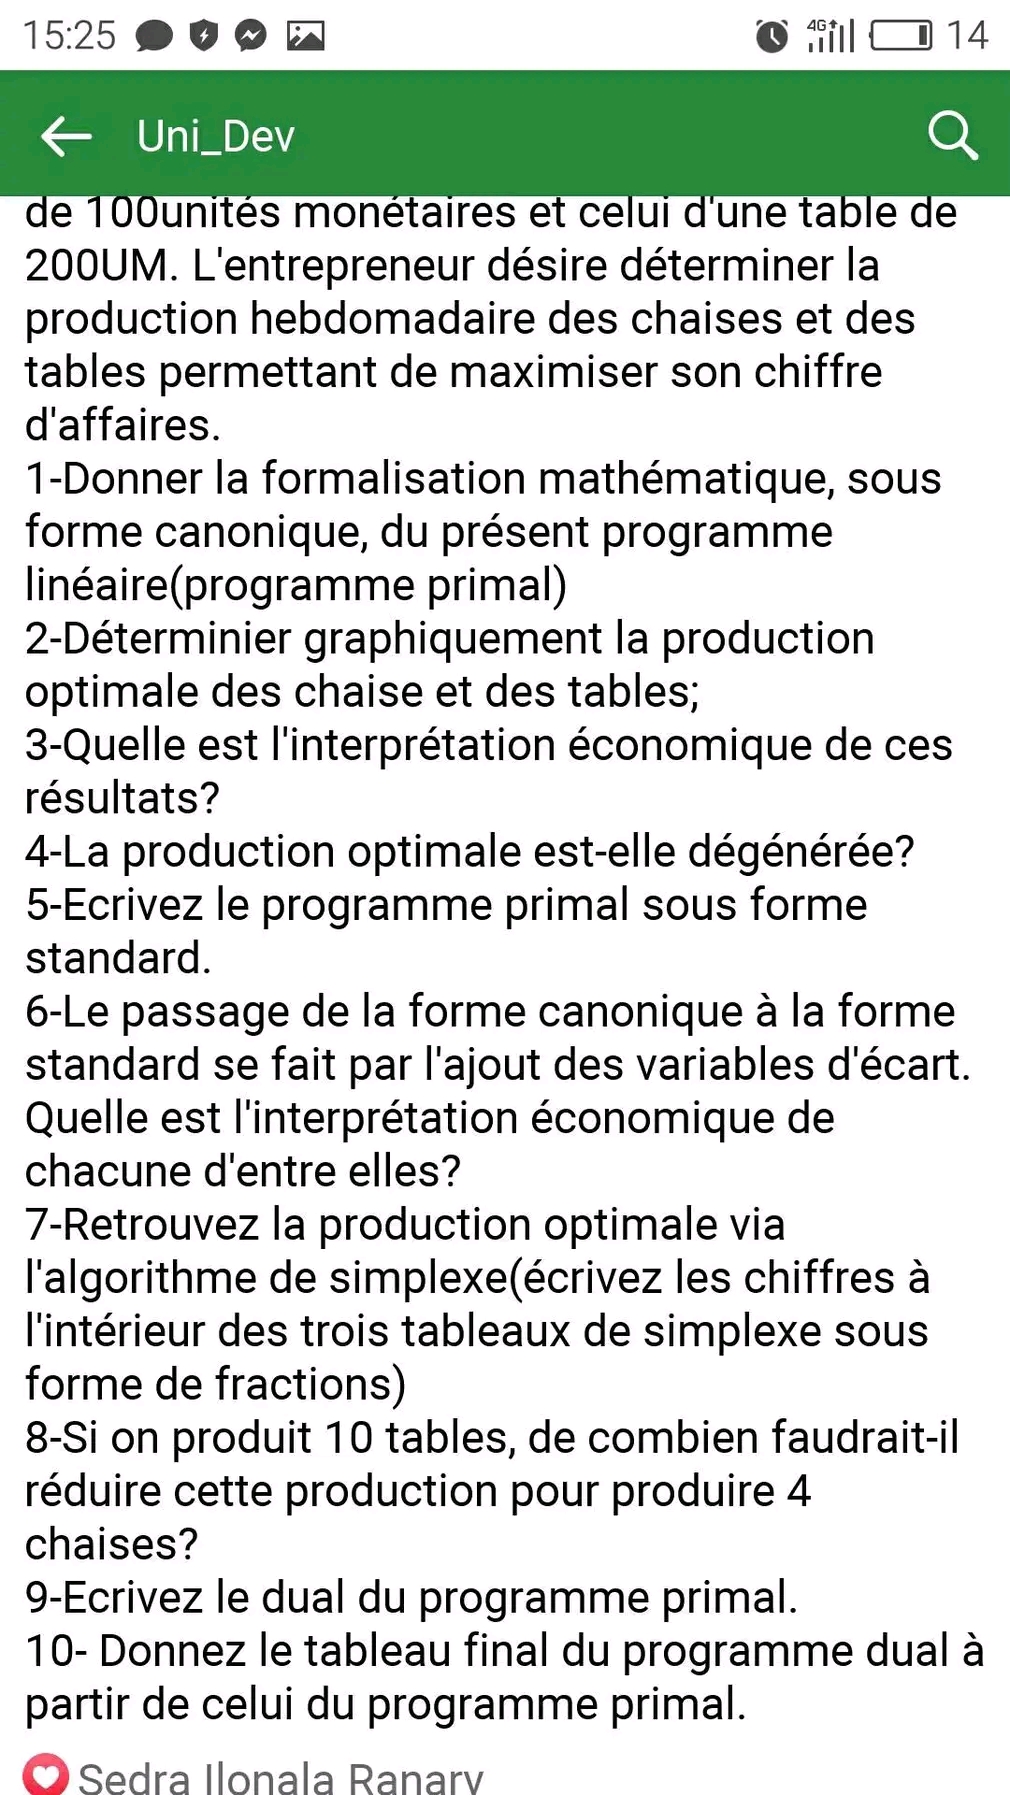 15:25
4G
14
Uni_Dev
de 100unités monétaires et celui d'une table de
200UM. L'entrepreneur désire déterminer la
production hebdomadaire des chaises et des
tables permettant de maximiser son chiffre
d'affaires.
1-Donner la formalisation mathématique, sous
forme canonique, du présent programme
linéaire(programme primal)
2-Déterminier graphiquement la production
optimale des chaise et des tables;
3-Quelle est l'interprétation économique de ces
résultats?
4-La production optimale est-elle dégénérée?
5-Ecrivez le programme primal sous forme
standard.
6-Le passage de la forme canonique à la forme
standard se fait par l'ajout des variables d'écart.
Quelle est l'interprétation économique de
chacune d'entre elles?
7-Retrouvez la production optimale via
l'algorithme de simplexe(écrivez les chiffres à
l'intérieur des trois tableaux de simplexe sous
forme de fractions)
8-Si on produit 10 tables, de combien faudrait-il
réduire cette production pour produire 4
chaises?
9-Ecrivez le dual du programme primal.
10- Donnez le tableau final du programme dual à
partir de celui du programme primal.
Sedra Ilonala Ranary